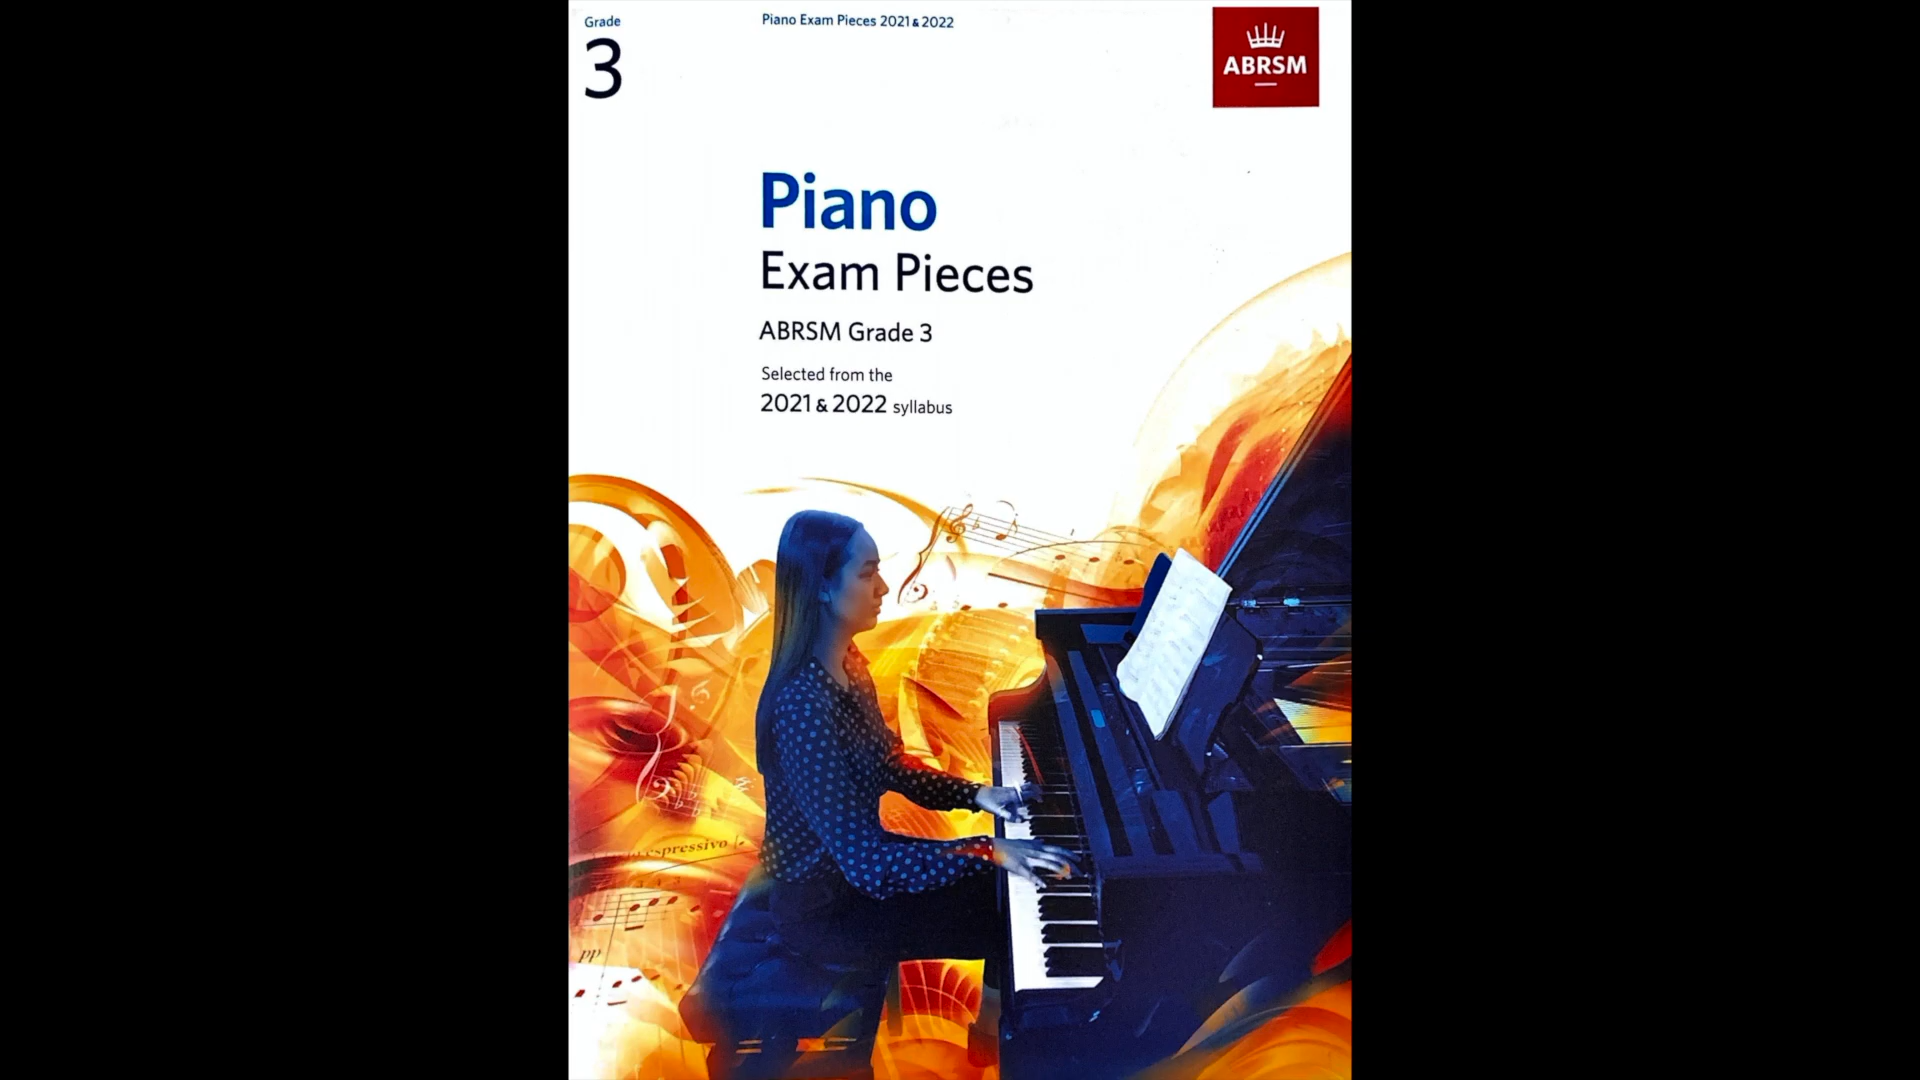 Grade
3
Piano Exam Pieces 2021 & 2022
ABRSM
Piano
Exam Pieces
ABRSM Grade 3
Selected from the
2021 & 2022 syllabus
espressivo
pp